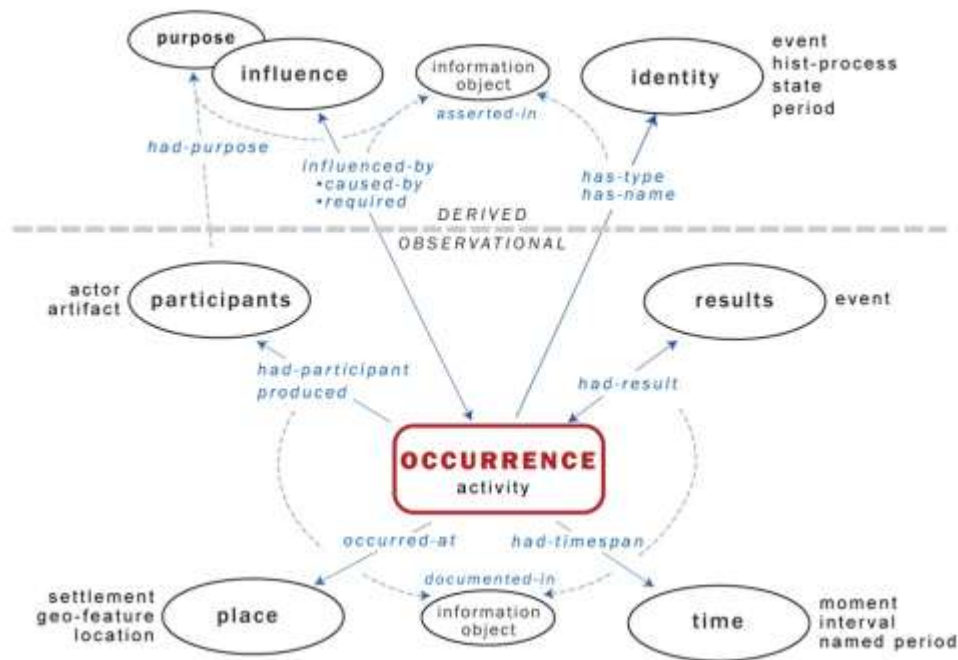 purpose
influence
information
object
identity
event
hist-process
state
period
asserted-in
had-purpose
influenced-by
•caused-by
•required
has-type
has-name
DERIVED
OBSERVATIONAL
actor
artifact
participants
results
event
had-participant
produced
had-result
OCCURRENCE
activity
occurred-at
had-timespan
documented-in
settlement
geo-feature
location
place
information
object
time
moment
interval
named period